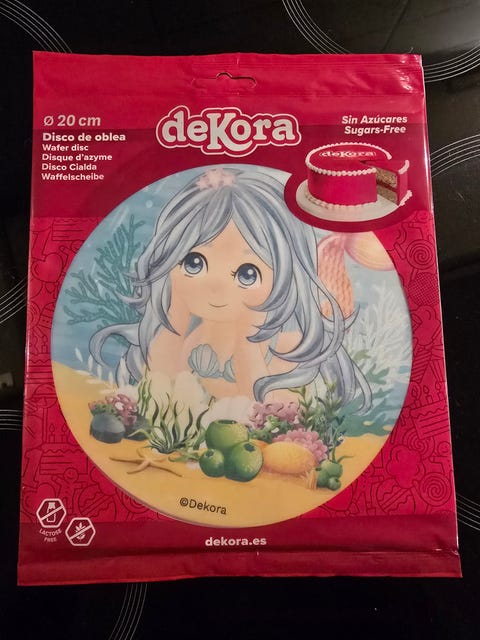 ø 20 cm
Disco de oblea
Wafer disc
Disque d'azyme
Disco Cialda
Waffelscheibe
deKora
Sin Azúcares
Sugars-Free
deKora
©Dekora
LACTOSE
FREE
dekora.es